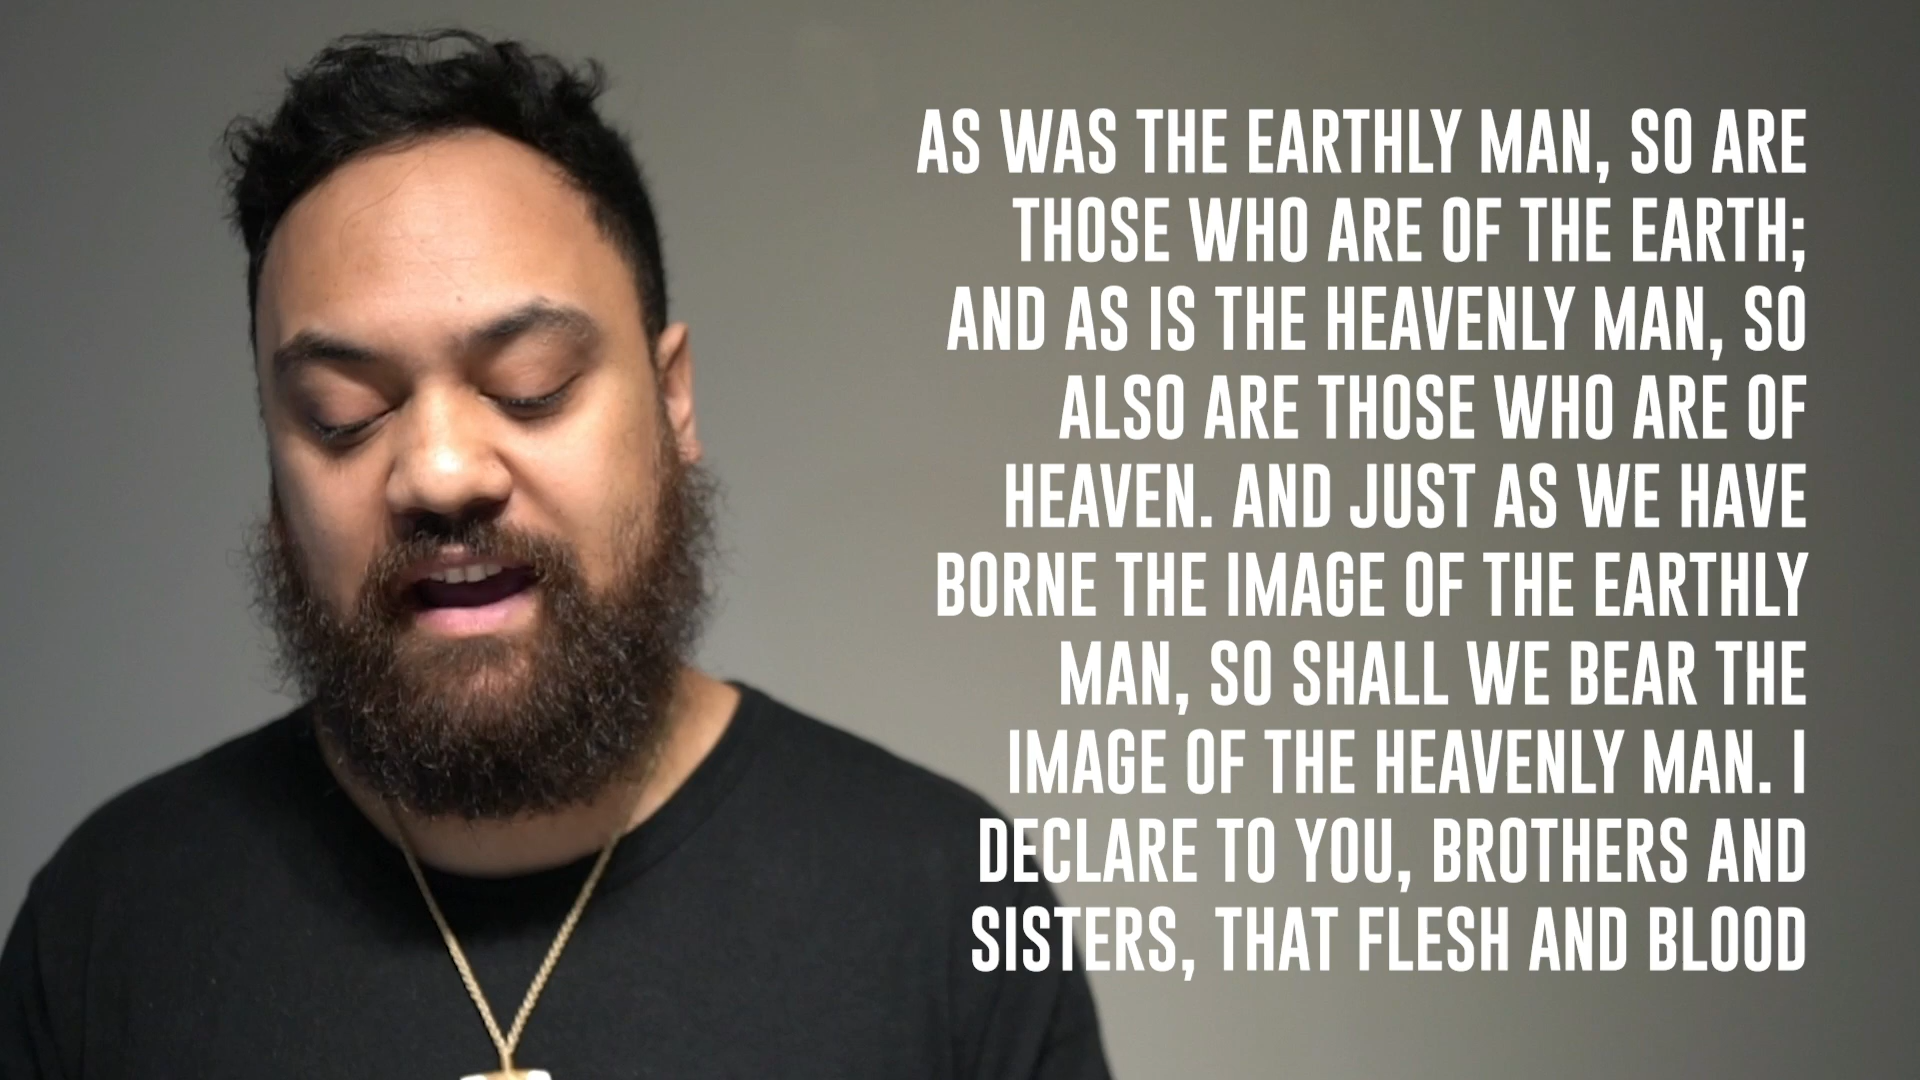 AS WAS THE EARTHLY MAN, SO ARE
THOSE WHO ARE OF THE EARTH;
AND AS IS THE HEAVENLY MAN, SO
ALSO ARE THOSE WHO ARE OF
HEAVEN. AND JUST AS WE HAVE
BORNE THE IMAGE OF THE EARTHLY
MAN, SO SHALL WE BEAR THE
IMAGE OF THE HEAVENLY MAN. I
DECLARE TO YOU, BROTHERS AND
SISTERS, THAT FLESH AND BLOOD